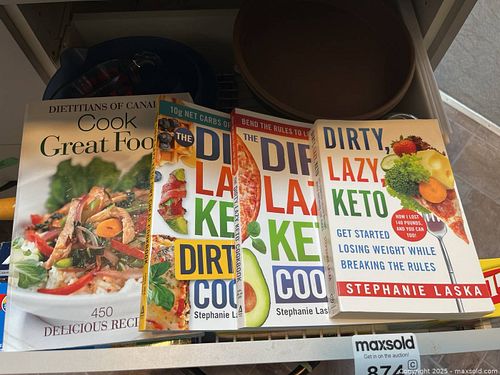 DIETITIANS OF CANA
Cook
Great Foo
450
DELICIOUS RECI
10g NET CARBS OR
THE
DI
LA
KE
DIRT
COO
Stephanie La
BEND THE RULES TO L
THE
DIR
LAZ
KE
COO
Stephanie Las
DIRTY,
LAZY,
KETO
HOW I LOST
140 POUNDS,
AND YOU CAN
TOO!
GET STARTED
LOSING WEIGHT WHILE
BREAKING THE RULES
STEPHANIE LASKA
maxsold
Get in on the auction!
874
Copyright 2025 - maxsold.com